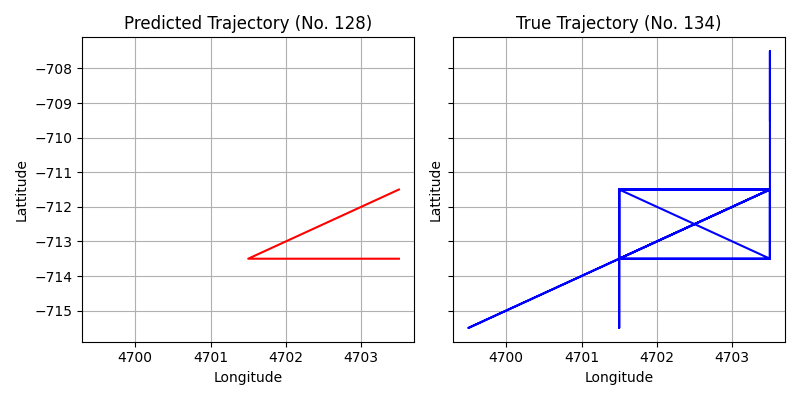 Predicted Trajectory (No. 128)
True Trajectory (No. 134)
−708
−709
−710
−711
−712
−713
−714
−715
Lattitude
Lattitude
4700 4701 4702 4703
4700 4701 4702 4703
Longitude
Longitude